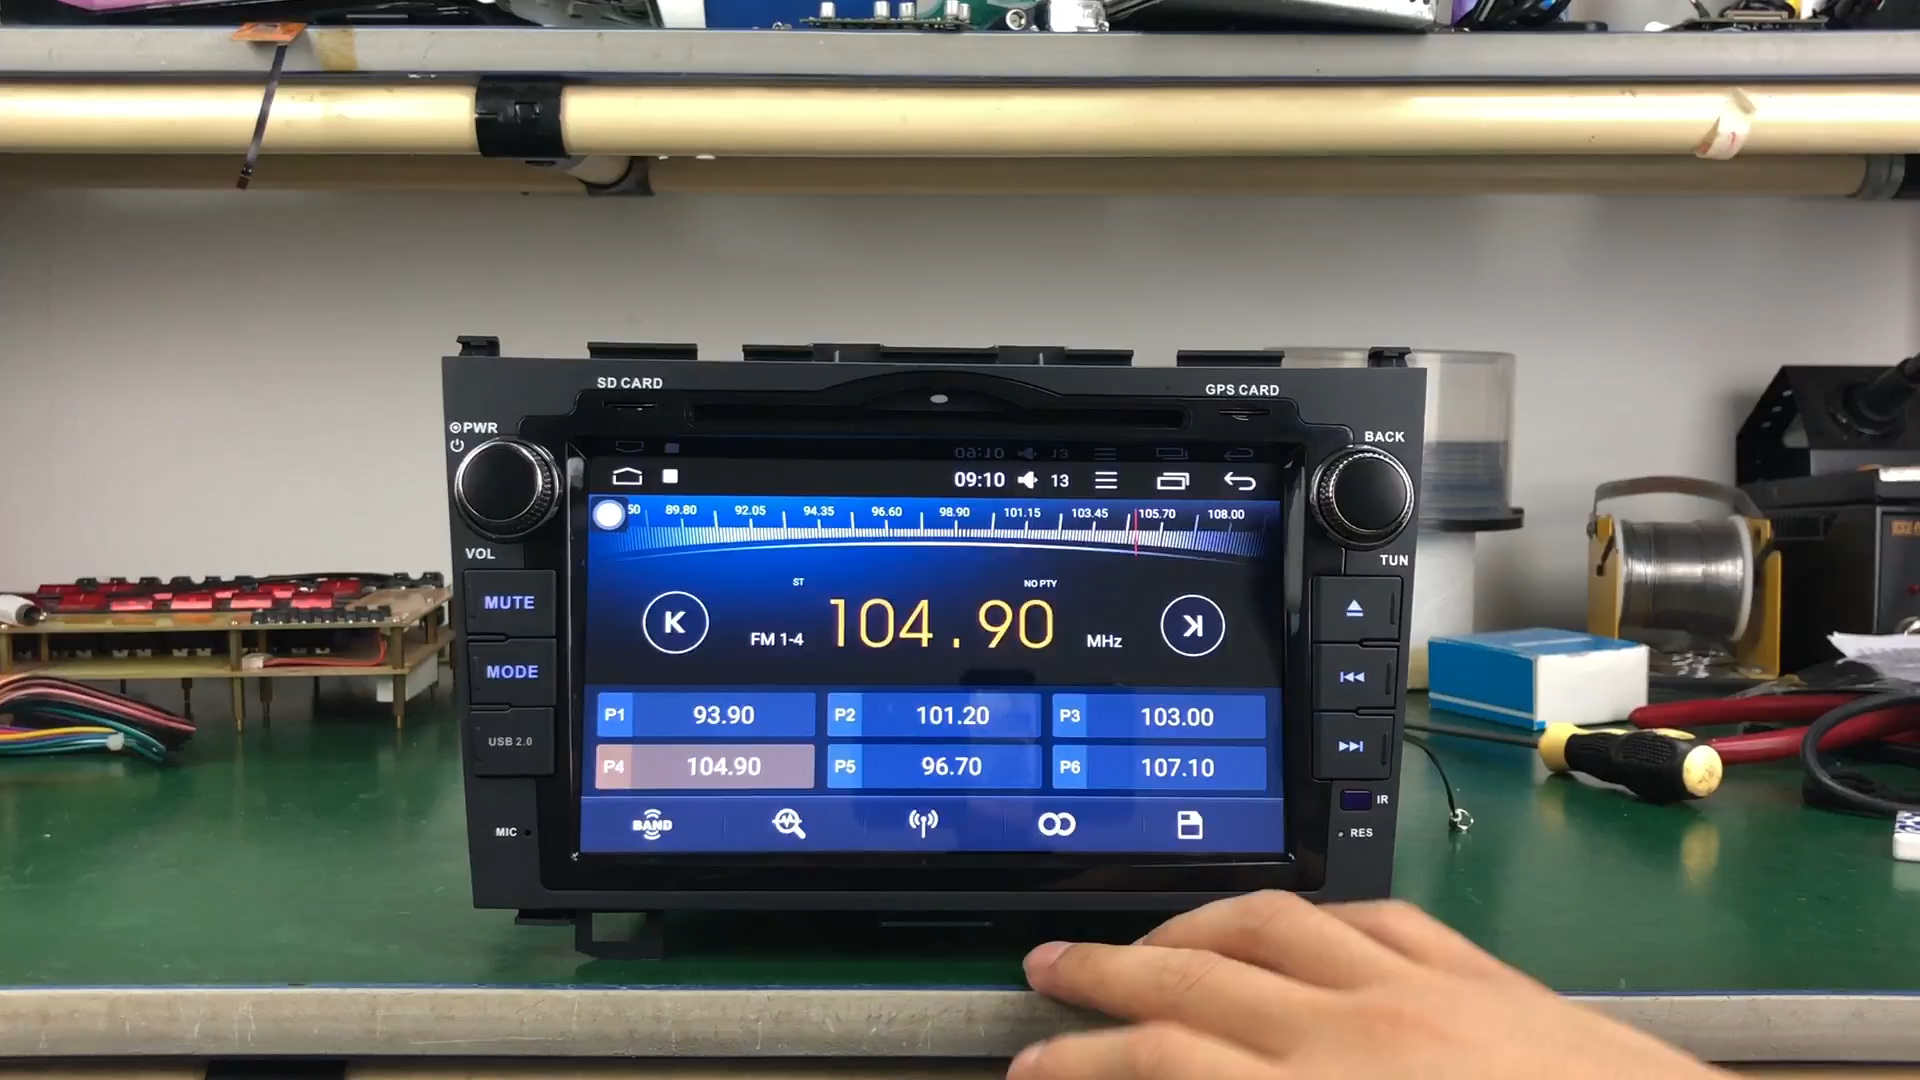 SD CARD
GPS CARD
PWR
BACK
09:10 13
50 89.80 92.05 94.35 96.60 98.90 101.15 103.45 105.70 108.00
VOL
TUN
ST
NO PTY
MUTE
FM 1-4 104.90 MHz
MODE
P1 93.90 P2 101.20 P3 103.00
USB 2.0
P4 104.90 P5 96.70 P6 107.10
IR
BAND
MIC
RES